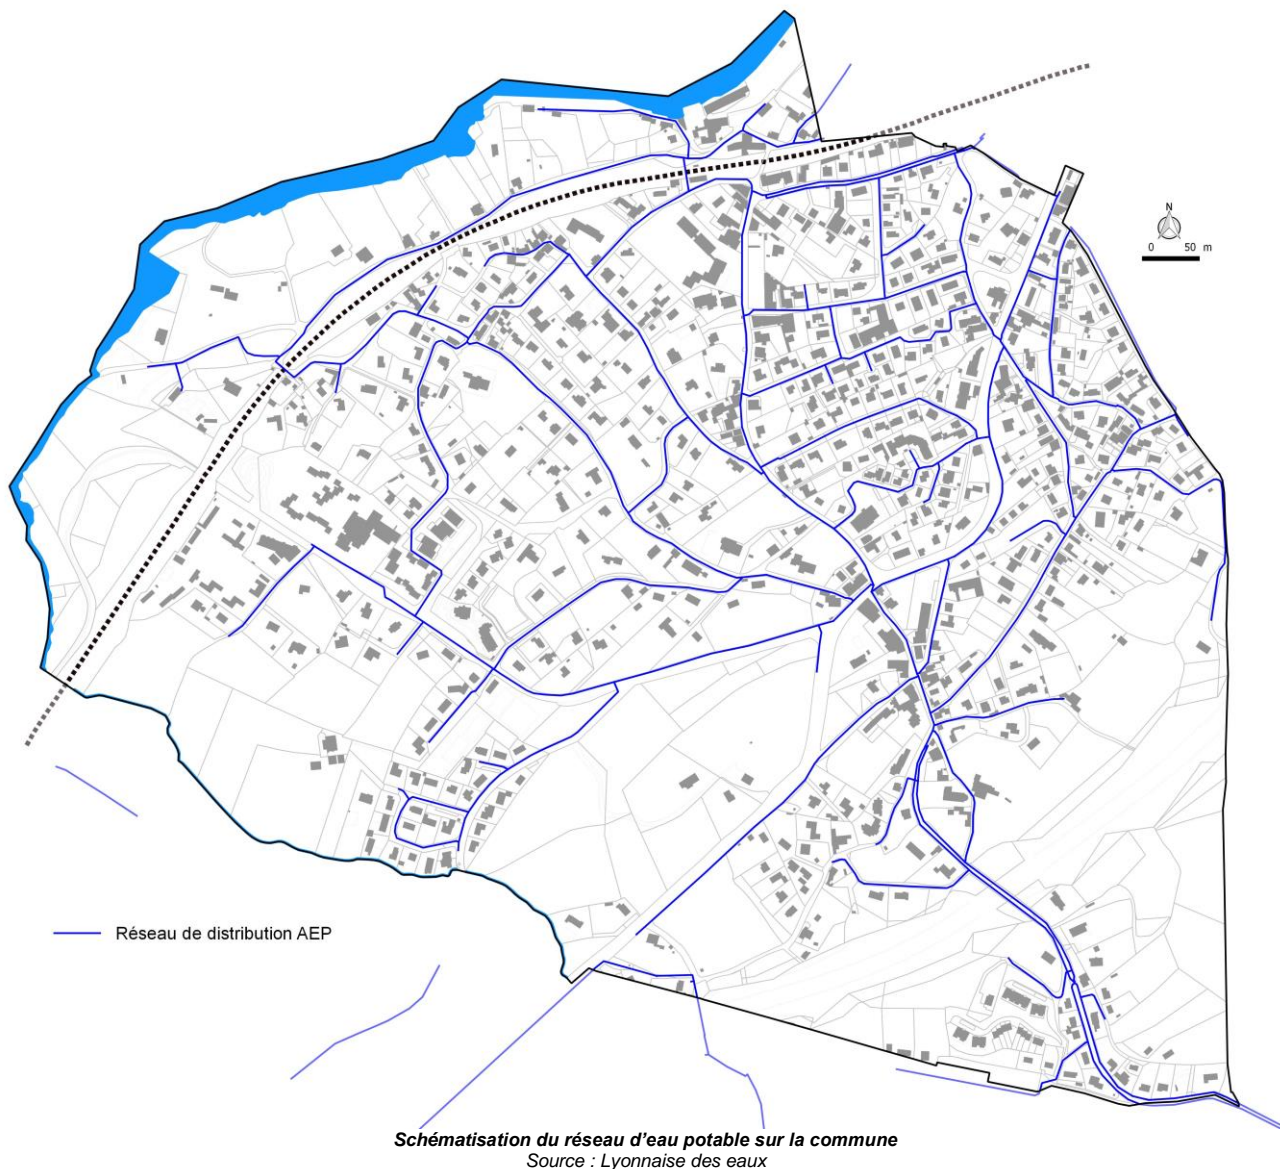 N
0 50 m
Réseau de distribution AEP
Schématisation du réseau d'eau potable sur la commune
Source : Lyonnaise des eaux